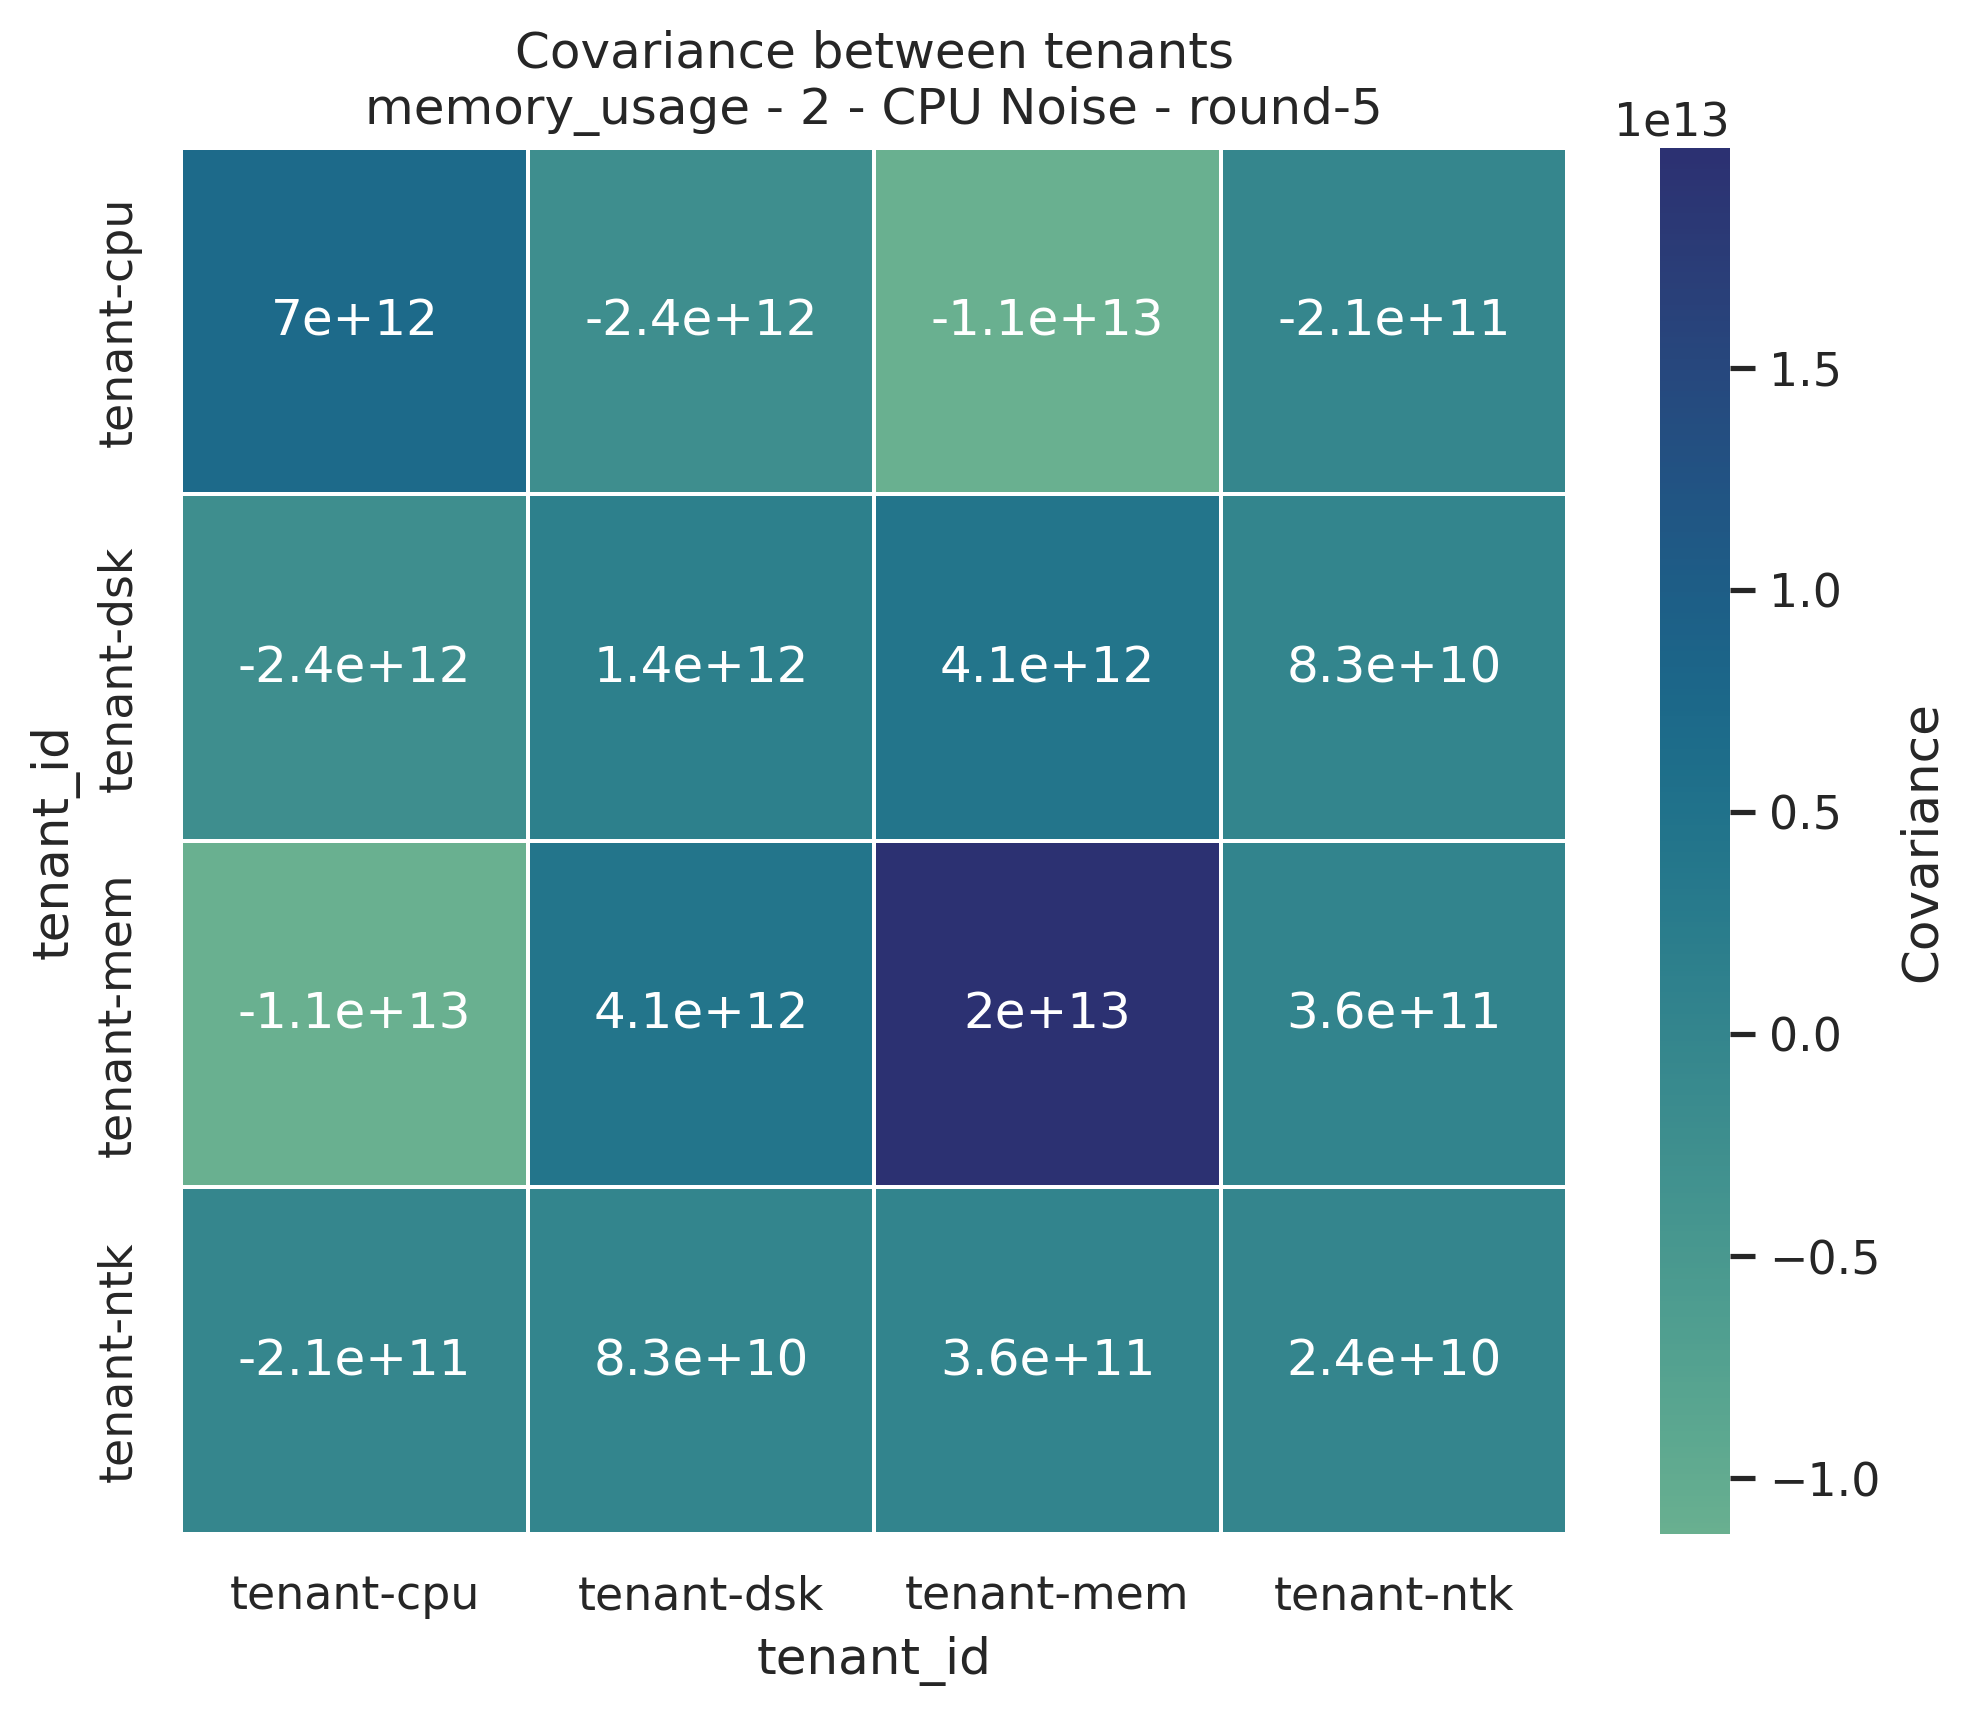 Covariance between tenants
memory_usage - 2 - CPU Noise - round-5
1e13
tenant-cpu
7e+12 -2.4e+12 -1.1e+13 -2.1e+11
tenant-dsk
-2.4e+12 1.4e+12 4.1e+12 8.3e+10
tenant-mem
-1.1e+13 4.1e+12 2e+13 3.6e+11
tenant-ntk
-2.1e+11 8.3e+10 3.6e+11 2.4e+10
tenant_id
tenant-cpu tenant-dsk tenant-mem tenant-ntk
tenant_id
1.5
1.0
0.5
0.0
−0.5
−1.0
Covariance